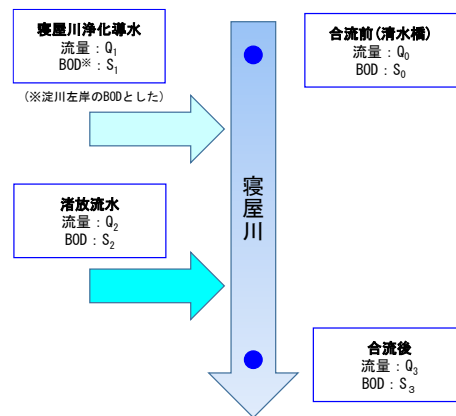 寝屋川浄化導水
流量：Q₁
BOD※：S₁
(※淀川左岸のBODとした)
合流前(清水橋)
流量：Q₀
BOD：S₀
渚放流水
流量：Q₂
BOD：S₂
寝屋川
合流後
流量：Q₃
BOD：S₃